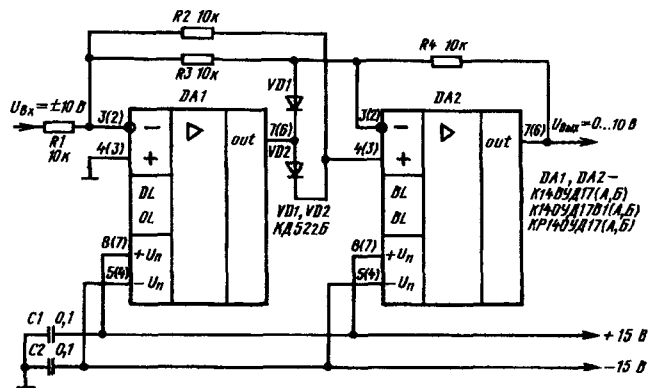 R2 10к
R3 10к
R4 10к
VD1
DA1
DA2
Uвх=±10 В
R1
10к
3(2)
−
+
4(3)
out
7(6)
VD2
DL
OL
VD1, VD2
КД522Б
8(7)
+Uп
5(4)
−Uп
3(2)
−
+
4(3)
out
7(6)
Uвых=0...10 В
BL
BL
8(7)
+Uп
5(4)
−Uп
DA1, DA2−
К148УД17(А,Б)
К140УД17В1(А,Б)
КР140УД17(А,Б)
C1 0,1
C2 0,1
+15 В
−15 В